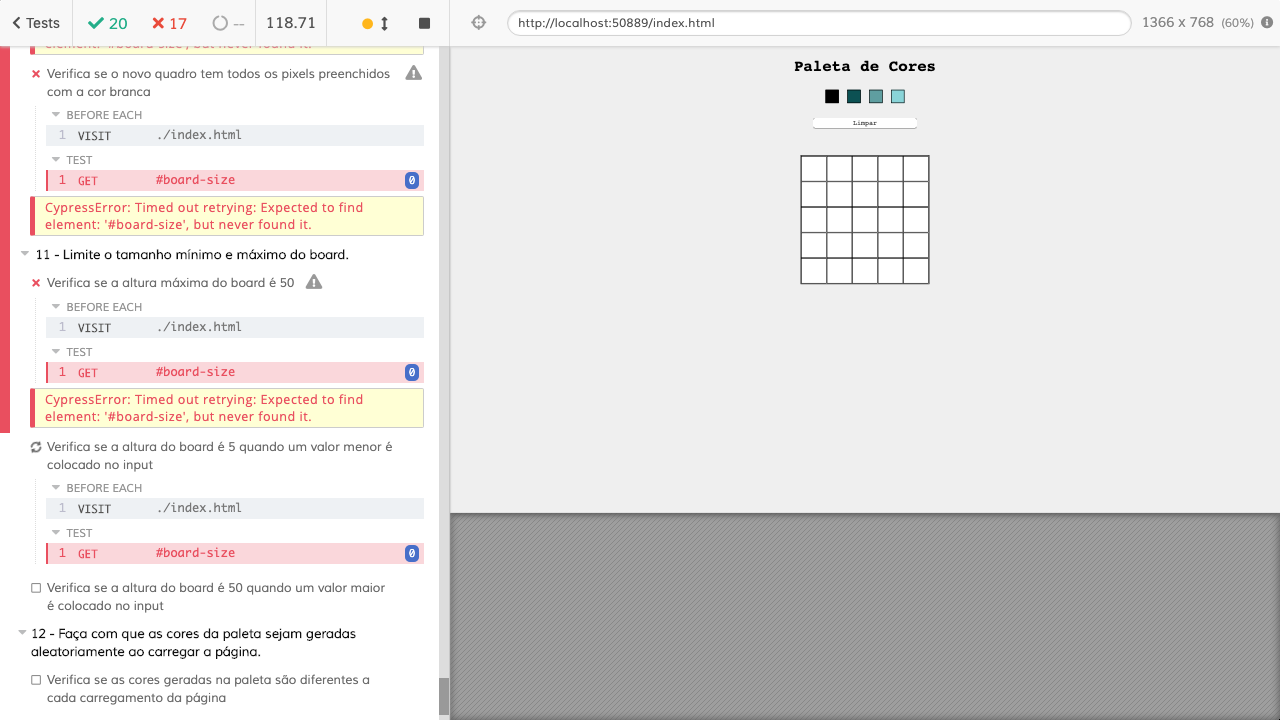 Tests 20 17 -- 118.71
http://localhost:50889/index.html 1366 x 768 (60%)
element: '#board-size', but never found it.
Verifica se o novo quadro tem todos os pixels preenchidos
com a cor branca
BEFORE EACH
1 VISIT ./index.html
TEST
1 GET #board-size 0
CypressError: Timed out retrying: Expected to find
element: '#board-size', but never found it.
11 - Limite o tamanho mínimo e máximo do board.
Verifica se a altura máxima do board é 50
BEFORE EACH
1 VISIT ./index.html
TEST
1 GET #board-size 0
CypressError: Timed out retrying: Expected to find
element: '#board-size', but never found it.
Verifica se a altura do board é 5 quando um valor menor é
colocado no input
BEFORE EACH
1 VISIT ./index.html
TEST
1 GET #board-size 0
Verifica se a altura do board é 50 quando um valor maior
é colocado no input
12 - Faça com que as cores da paleta sejam geradas
aleatoriamente ao carregar a página.
Verifica se as cores geradas na paleta são diferentes a
cada carregamento da página
Paleta de Cores
Limpar